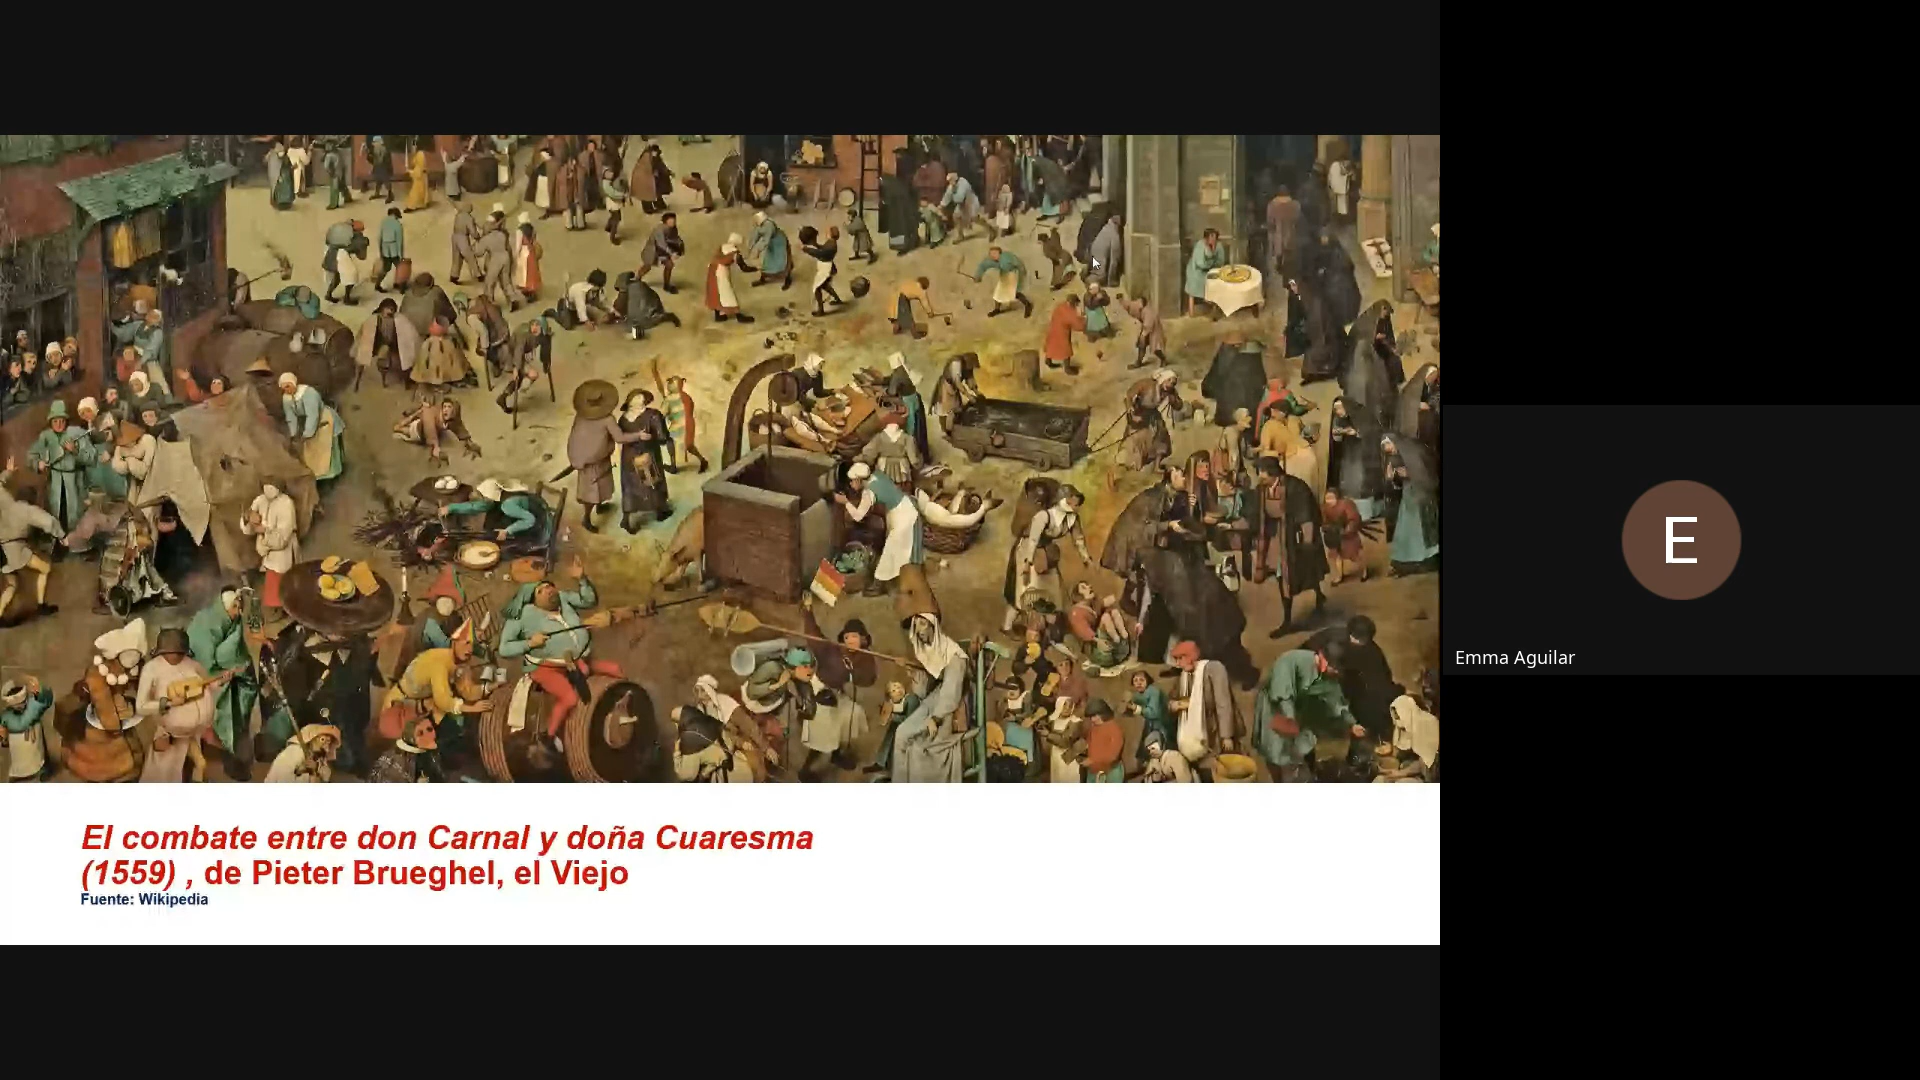 El combate entre don Carnal y doña Cuaresma
(1559) , de Pieter Brueghel, el Viejo
Fuente: Wikipedia
E
Emma Aguilar